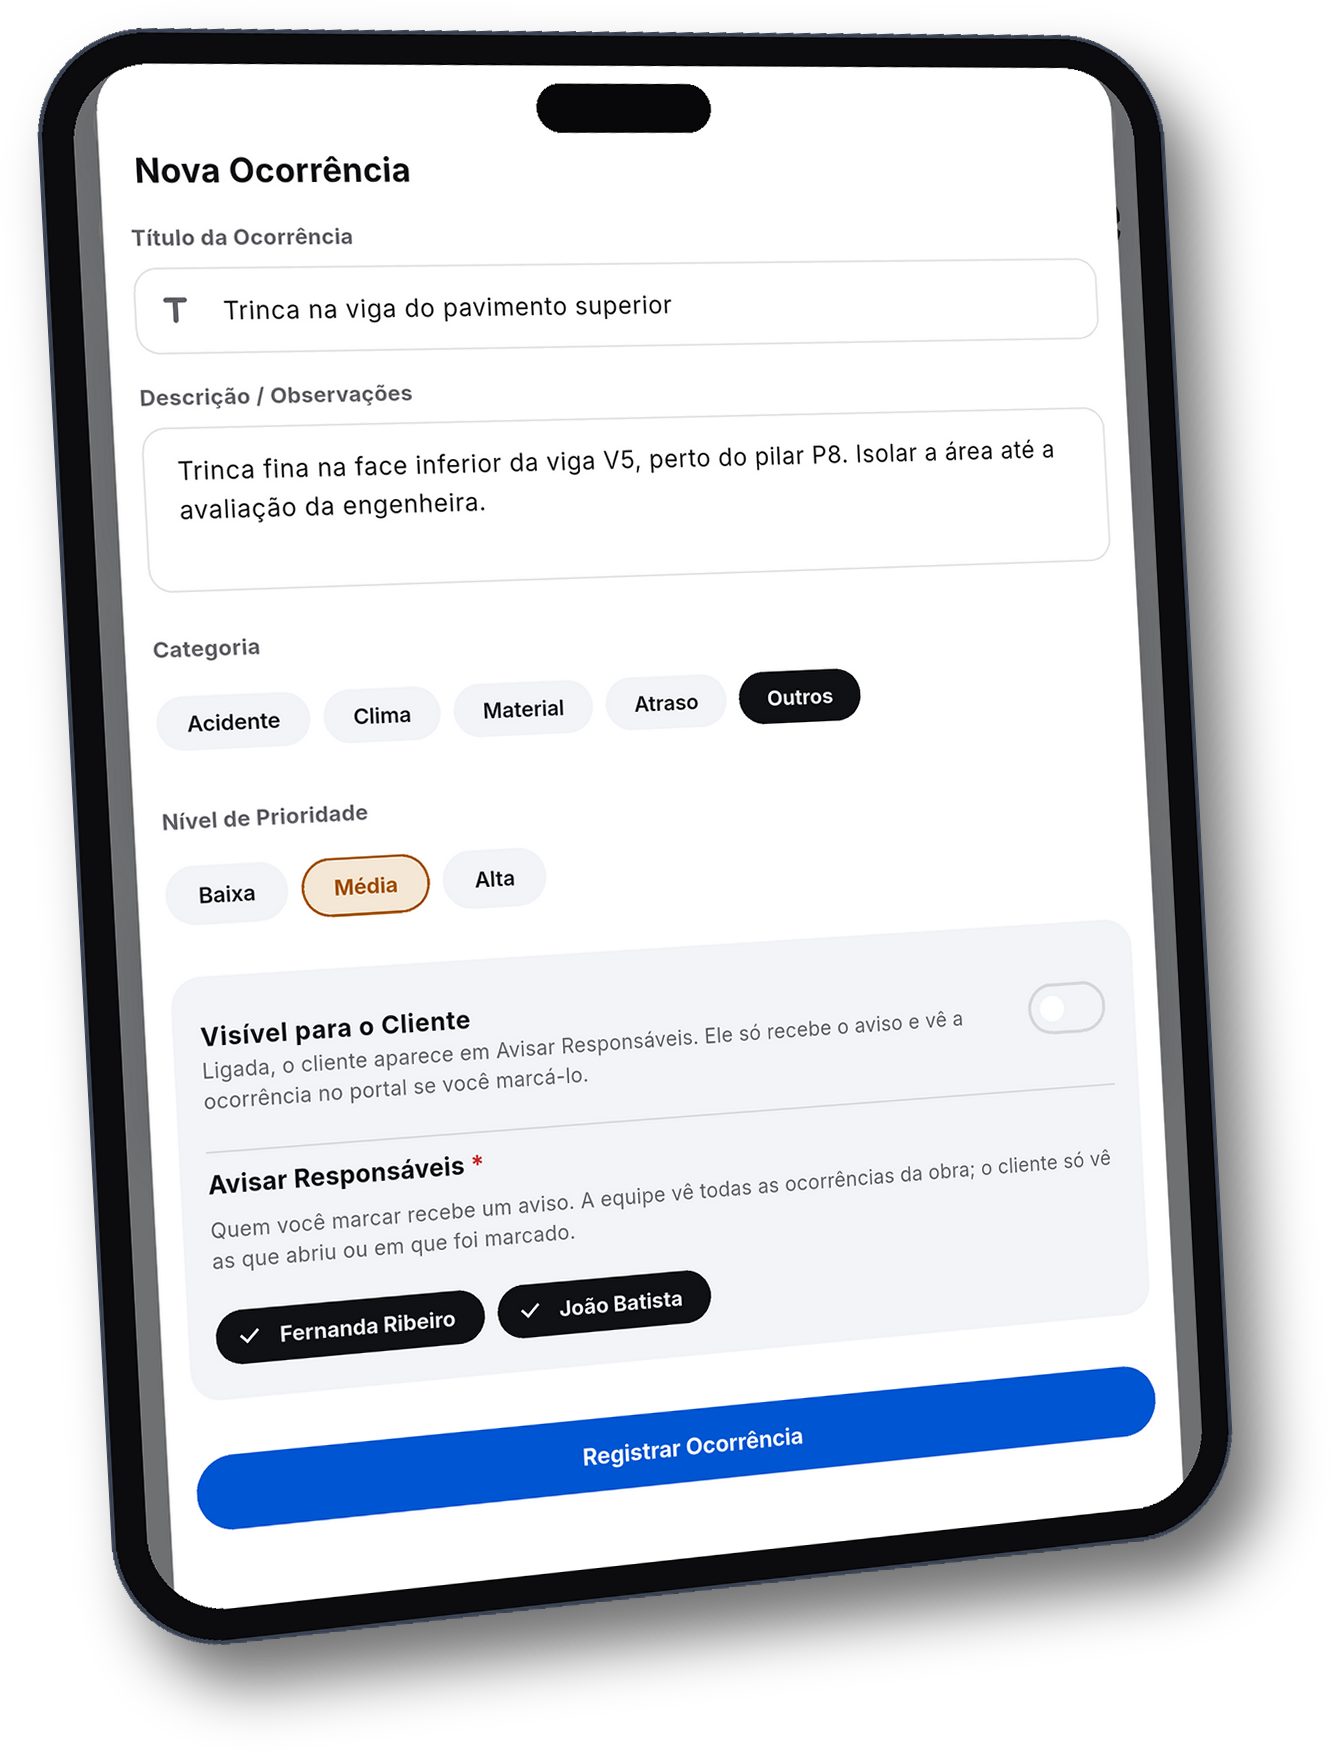 Nova Ocorrência
Título da Ocorrência
Trinca na viga do pavimento superior
Descrição / Observações
Trinca fina na face inferior da viga V5, perto do pilar P8. Isolar a área até a
avaliação da engenheira.
Categoria
Acidente Clima Material Atraso Outros
Nível de Prioridade
Baixa Média Alta
Visível para o Cliente
Ligada, o cliente aparece em Avisar Responsáveis. Ele só recebe o aviso e vê a
ocorrência no portal se você marcá-lo.
Avisar Responsáveis *
Quem você marcar recebe um aviso. A equipe vê todas as ocorrências da obra; o cliente só vê
as que abriu ou em que foi marcado.
Fernanda Ribeiro João Batista
Registrar Ocorrência